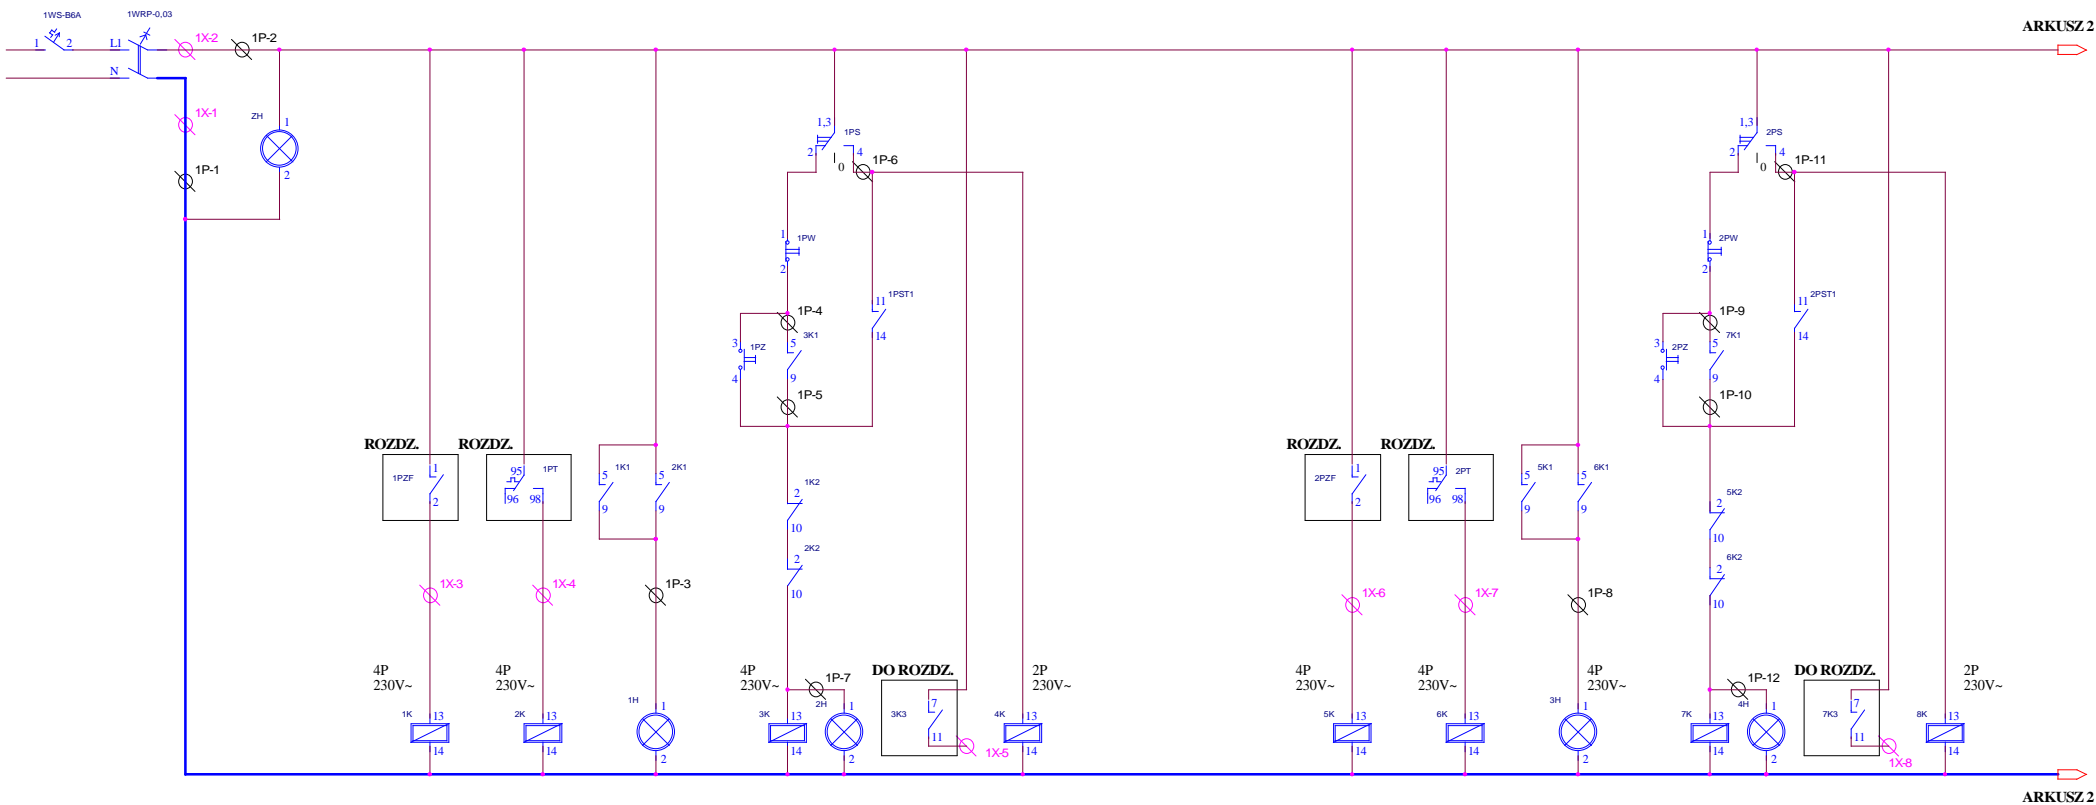 1WS-B6A
1WRP-0,03
ARKUSZ 2
1 2 L1 1X-2 1P-2
N
1X-1
ZH
1
2
1P-1
1,3
1PS
2 4
0
1P-6
1
1PW
2
1P-4
3K1
3
1PZ
4
5
9
1P-5
11
1PST1
14
ROZDZ.
1PZF
1
2
1X-3
4P
230V~
1K
13
14
ROZDZ.
95
1PT
96 98
1X-4
4P
230V~
2K
13
14
5
1K1
9
5
2K1
9
1P-3
1H
1
2
2
1K2
10
2
2K2
10
4P
230V~
3K
13
14
1P-7
2H
1
2
DO ROZDZ.
3K3
7
11
1X-5
2P
230V~
4K
13
14
1,3
2PS
2 4
0
1P-11
1
2PW
2
1P-9
7K1
3
2PZ
4
5
9
1P-10
11
2PST1
14
ROZDZ.
2PZF
1
2
1X-6
4P
230V~
5K
13
14
ROZDZ.
95
2PT
96 98
1X-7
4P
230V~
6K
13
14
5
5K1
9
5
6K1
9
1P-8
4P
230V~
3H
1
2
2
5K2
10
2
6K2
10
7K
13
14
1P-12
4H
1
2
DO ROZDZ.
7K3
7
11
1X-8
2P
230V~
8K
13
14
ARKUSZ 2